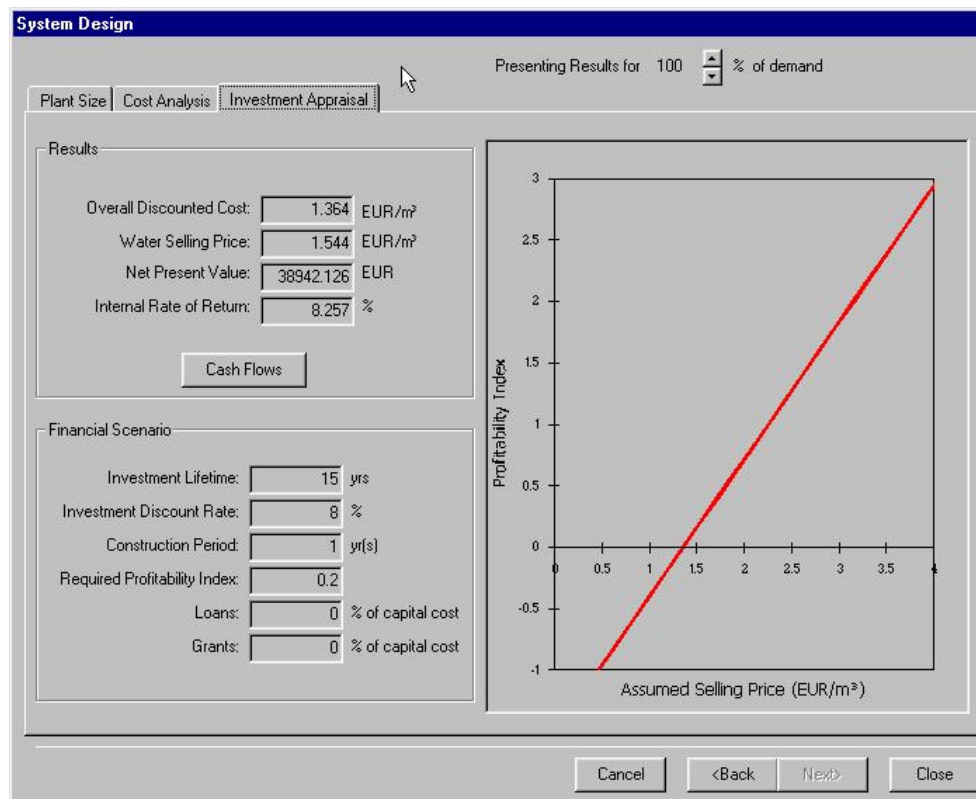 System Design
Presenting Results for 100 % of demand
Plant Size Cost Analysis Investment Appraisal
Results
Overall Discounted Cost: 1.364 EUR/m³
Water Selling Price: 1.544 EUR/m³
Net Present Value: 38942.126 EUR
Internal Rate of Return: 8.257 %
Cash Flows
Financial Scenario
Investment Lifetime: 15 yrs
Investment Discount Rate: 8 %
Construction Period: 1 yr(s)
Required Profitability Index: 0.2
Loans: 0 % of capital cost
Grants: 0 % of capital cost
Profitability Index
3
2.5
2
1.5
1
0.5
0
-0.5
-1
0 0.5 1 1.5 2 2.5 3 3.5 4
Assumed Selling Price (EUR/m³)
Cancel <Back Next> Close